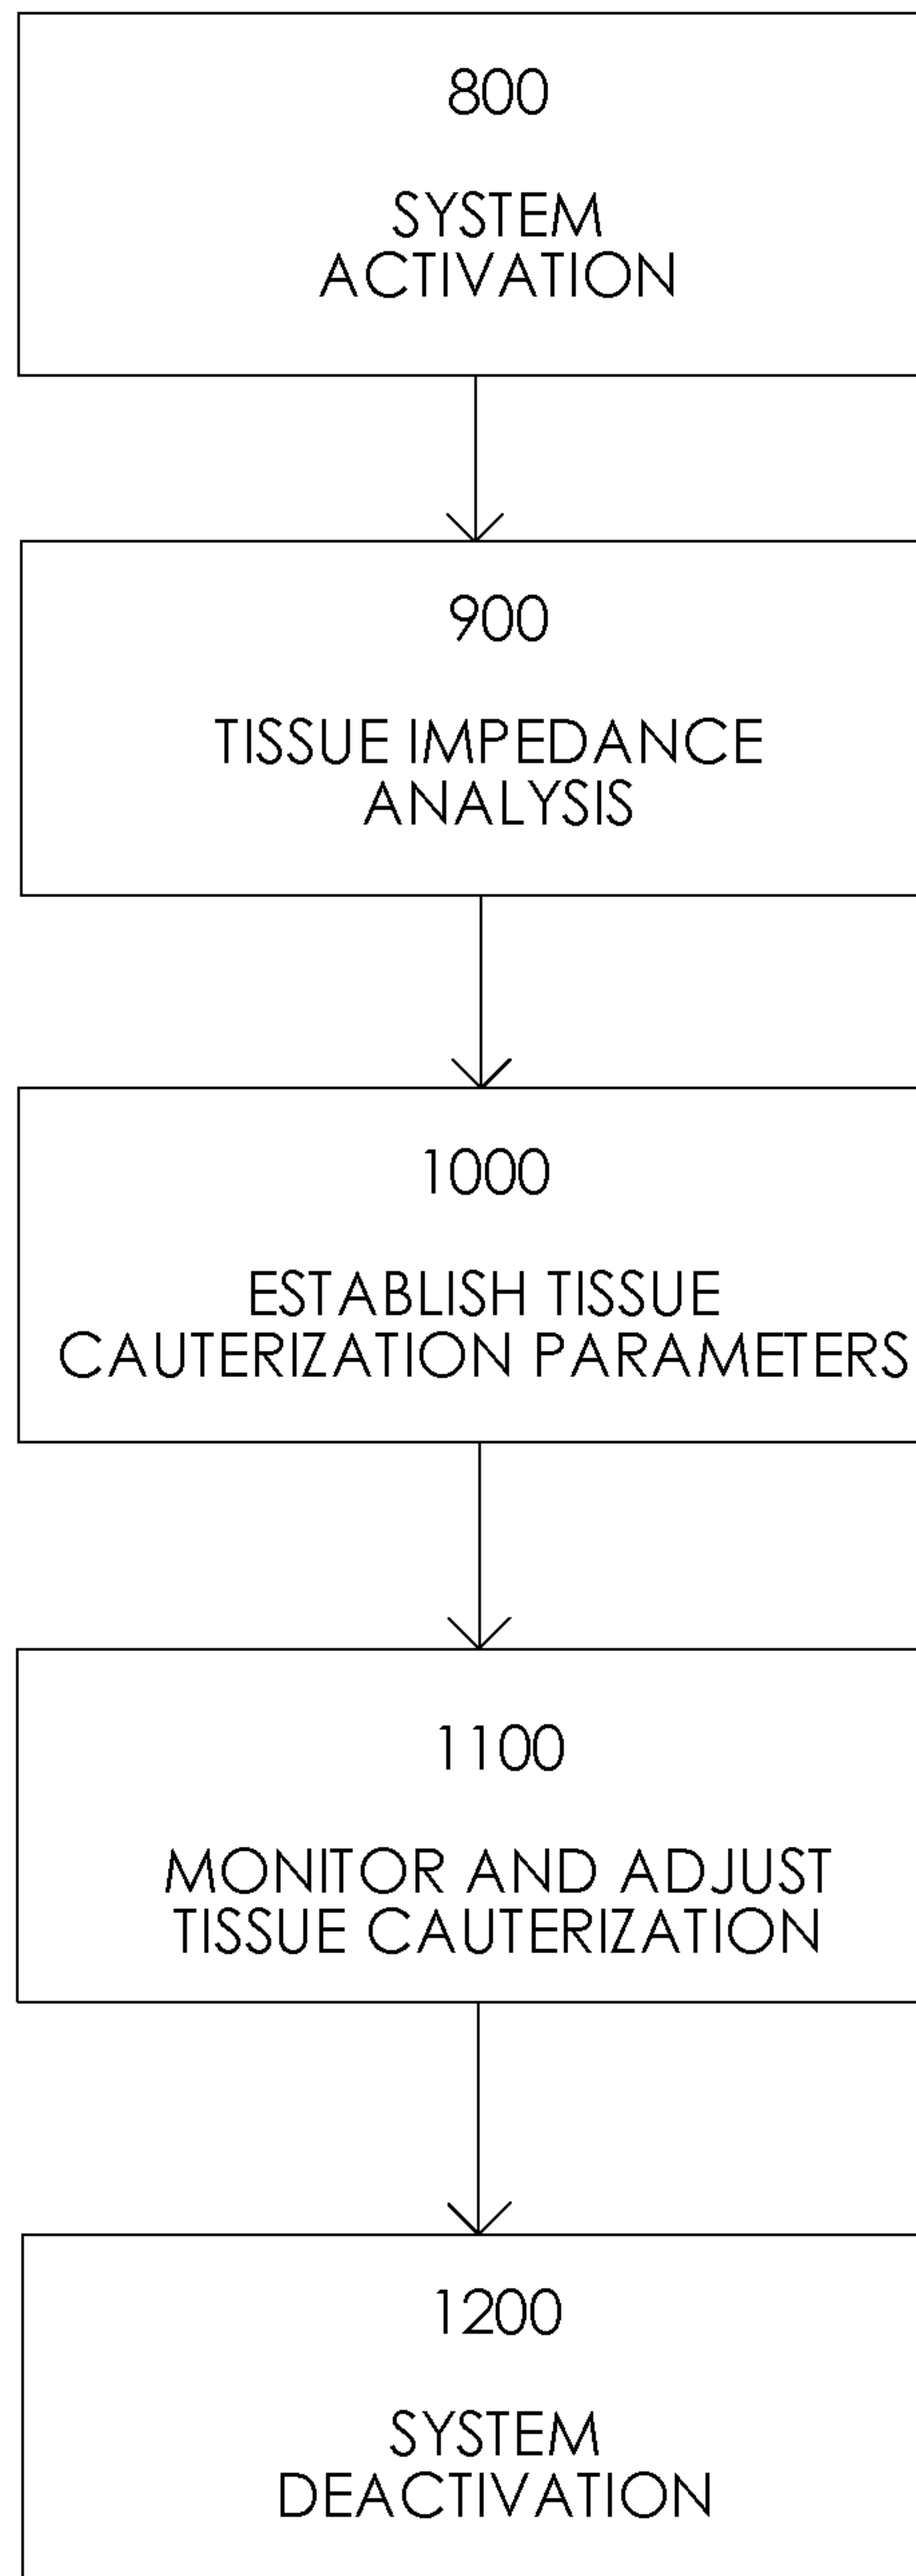 800
SYSTEM
ACTIVATION
900
TISSUE IMPEDANCE
ANALYSIS
1000
ESTABLISH TISSUE
CAUTERIZATION PARAMETERS
1100
MONITOR AND ADJUST
TISSUE CAUTERIZATION
1200
SYSTEM
DEACTIVATION